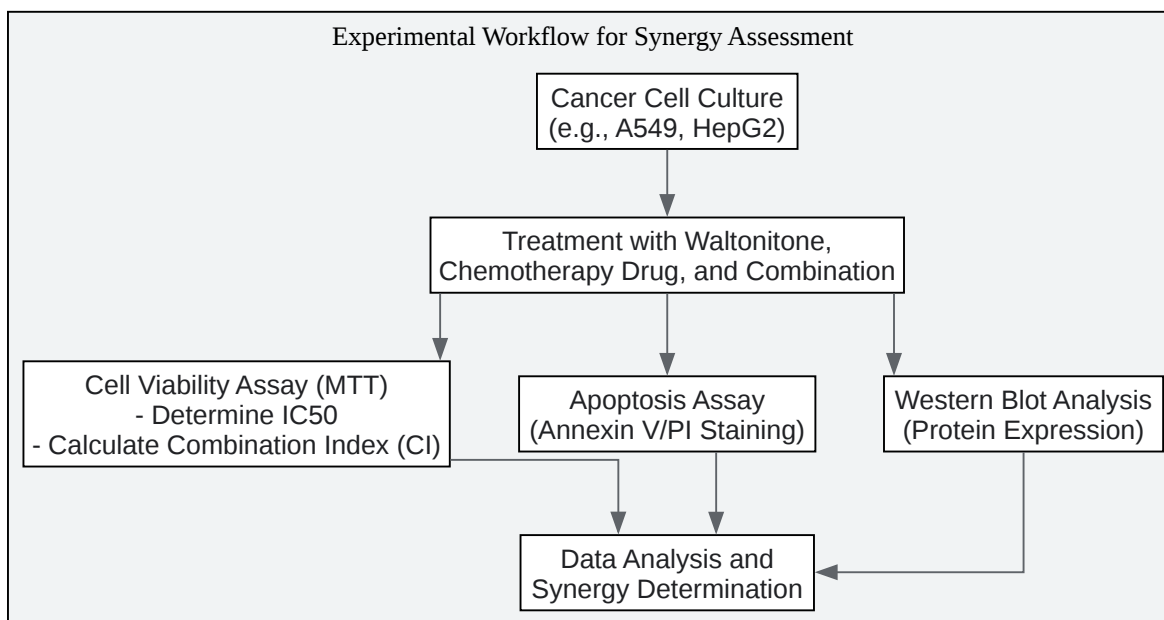 Experimental Workflow for Synergy Assessment
Cancer Cell Culture
(e.g., A549, HepG2)
Treatment with Waltonitone,
Chemotherapy Drug, and Combination
Cell Viability Assay (MTT)
- Determine IC50
- Calculate Combination Index (CI)
Apoptosis Assay
(Annexin V/PI Staining)
Western Blot Analysis
(Protein Expression)
Data Analysis and
Synergy Determination